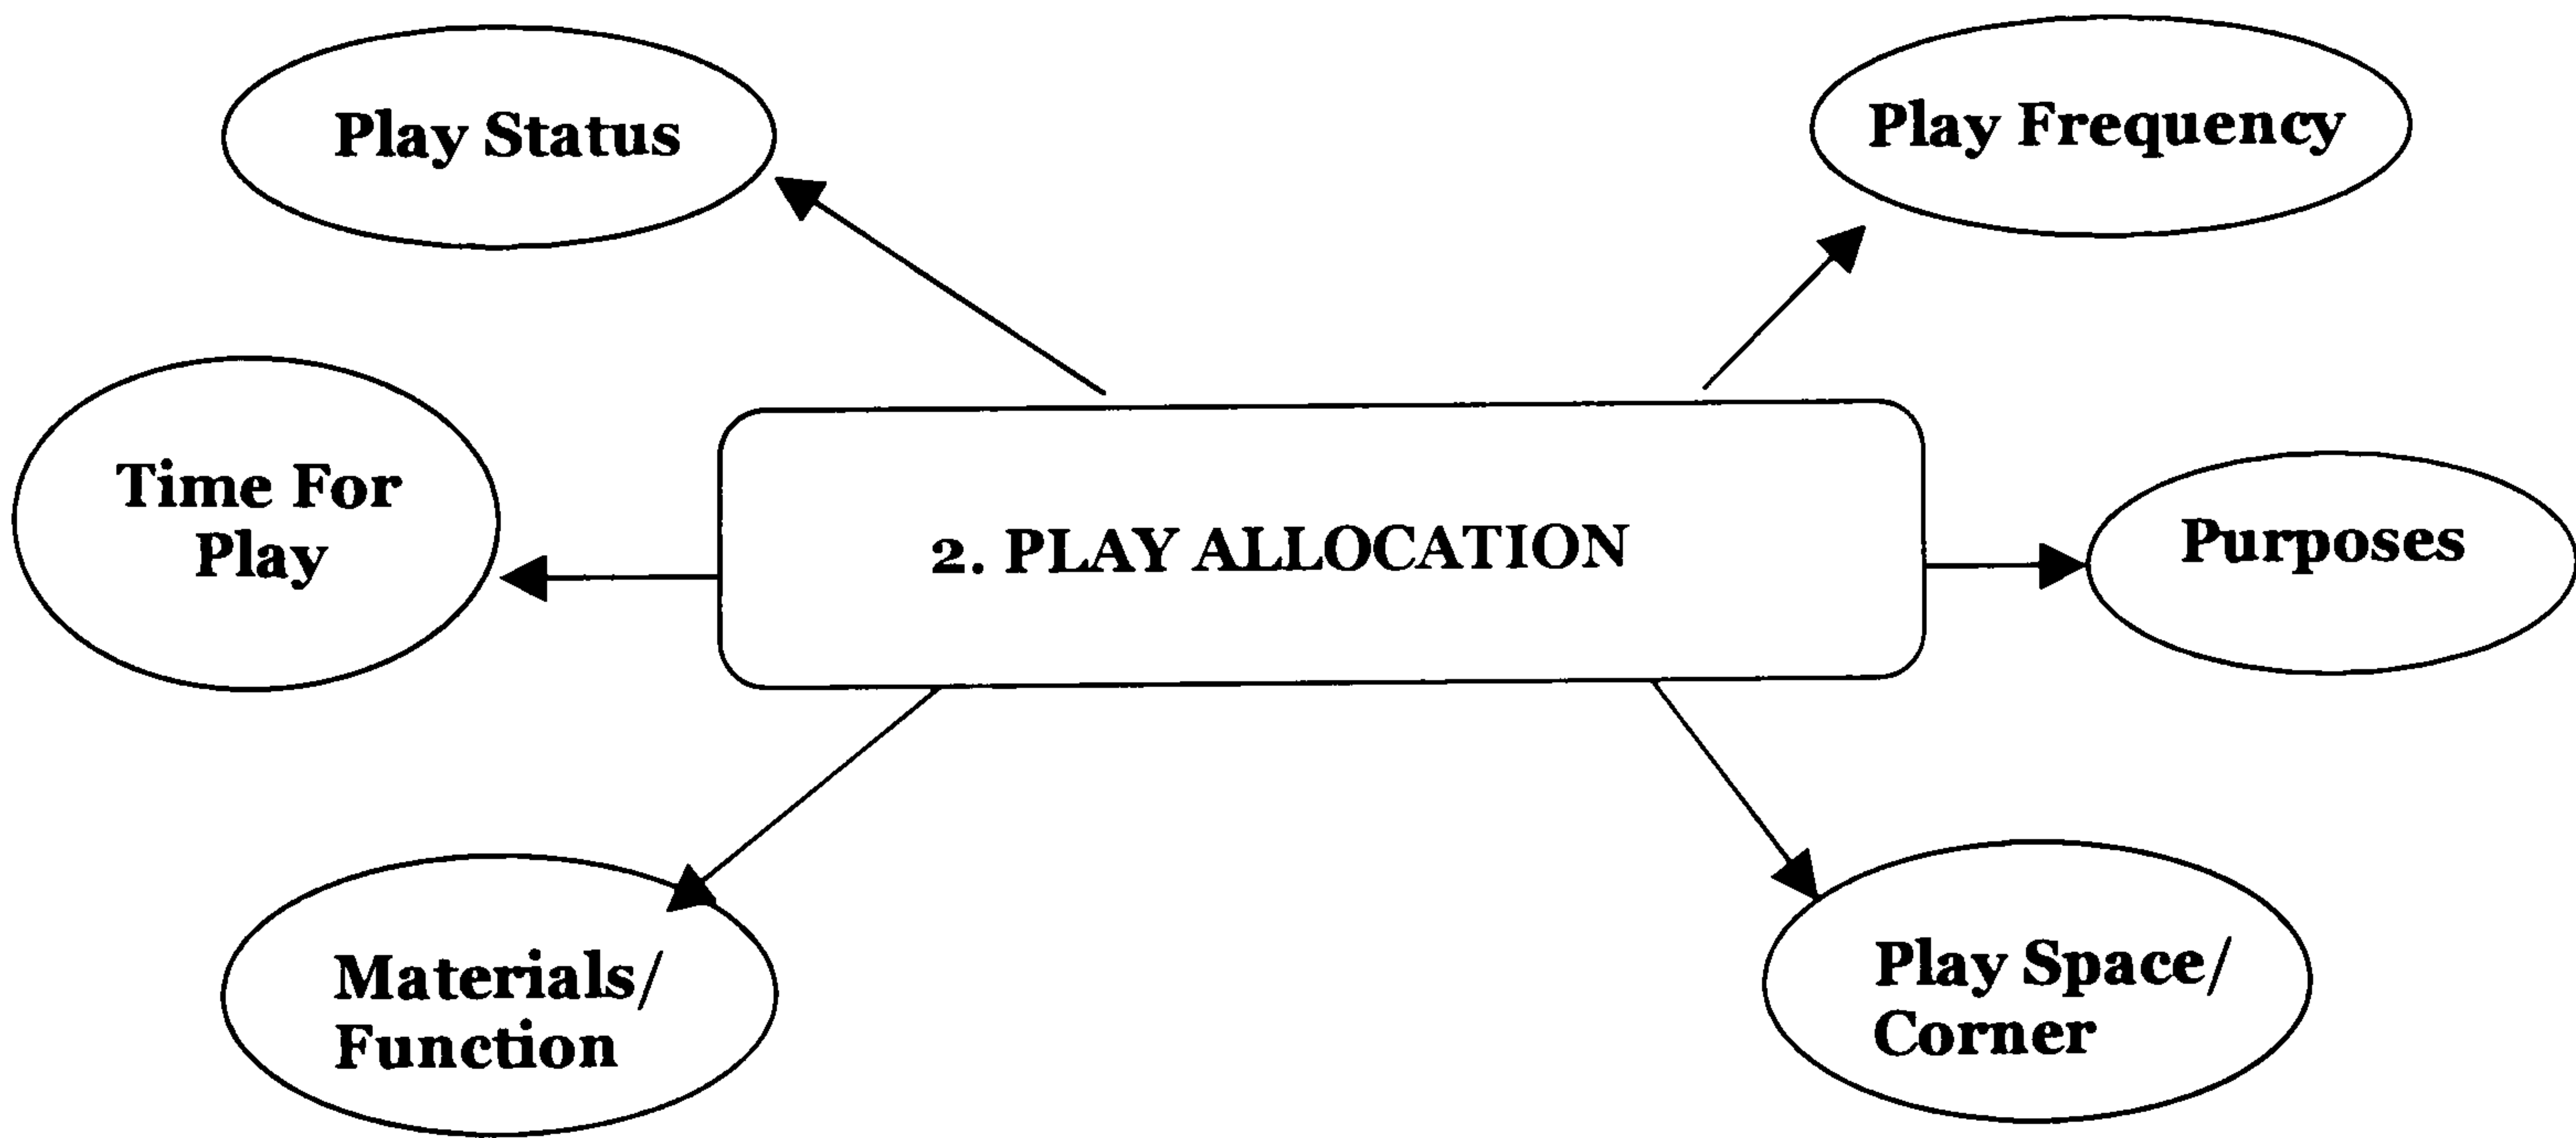 Play Status
Play Frequency
Time For
Play
2. PLAY ALLOCATION
Purposes
Materials/
Function
Play Space/
Corner